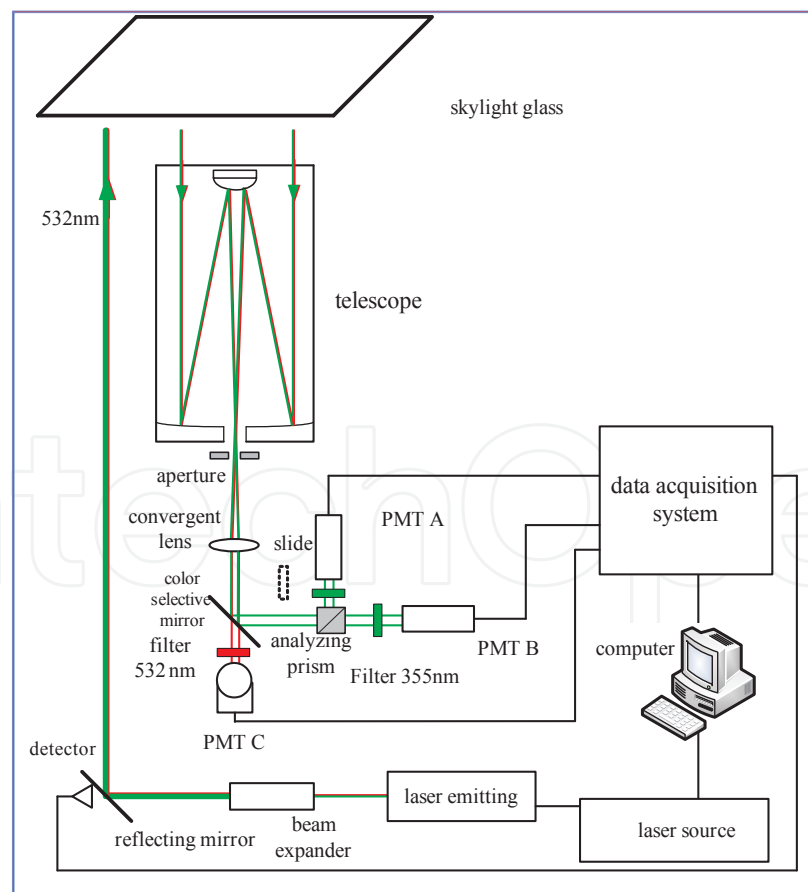 skylight glass
532nm
telescope
aperture
data acquisition
system
PMT A
convergent
lens
slide
color
selective
mirror
analyzing
prism
PMT B
filter
532 nm
Filter 355nm
computer
PMT C
detector
laser emitting
reflecting mirror
beam
expander
laser source